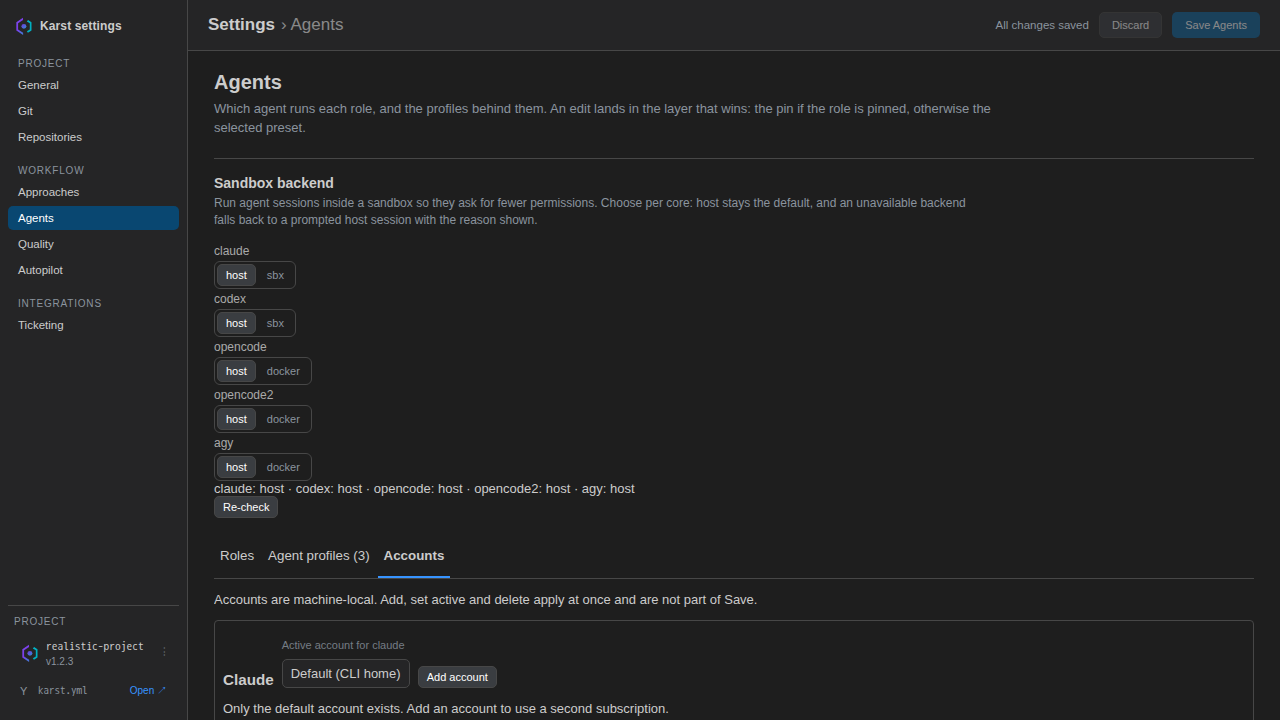 Karst settings
Settings › Agents
All changes saved
Discard
Save Agents
PROJECT
General
Git
Repositories
WORKFLOW
Approaches
Agents
Quality
Autopilot
INTEGRATIONS
Ticketing
PROJECT
realistic-project
v1.2.3
Y karst.yml
Open ↗
Agents
Which agent runs each role, and the profiles behind them. An edit lands in the layer that wins: the pin if the role is pinned, otherwise the
selected preset.
Sandbox backend
Run agent sessions inside a sandbox so they ask for fewer permissions. Choose per core: host stays the default, and an unavailable backend
falls back to a prompted host session with the reason shown.
claude
host sbx
codex
host sbx
opencode
host docker
opencode2
host docker
agy
host docker
claude: host · codex: host · opencode: host · opencode2: host · agy: host
Re-check
Roles Agent profiles (3) Accounts
Accounts are machine-local. Add, set active and delete apply at once and are not part of Save.
Active account for claude
Claude Default (CLI home) Add account
Only the default account exists. Add an account to use a second subscription.